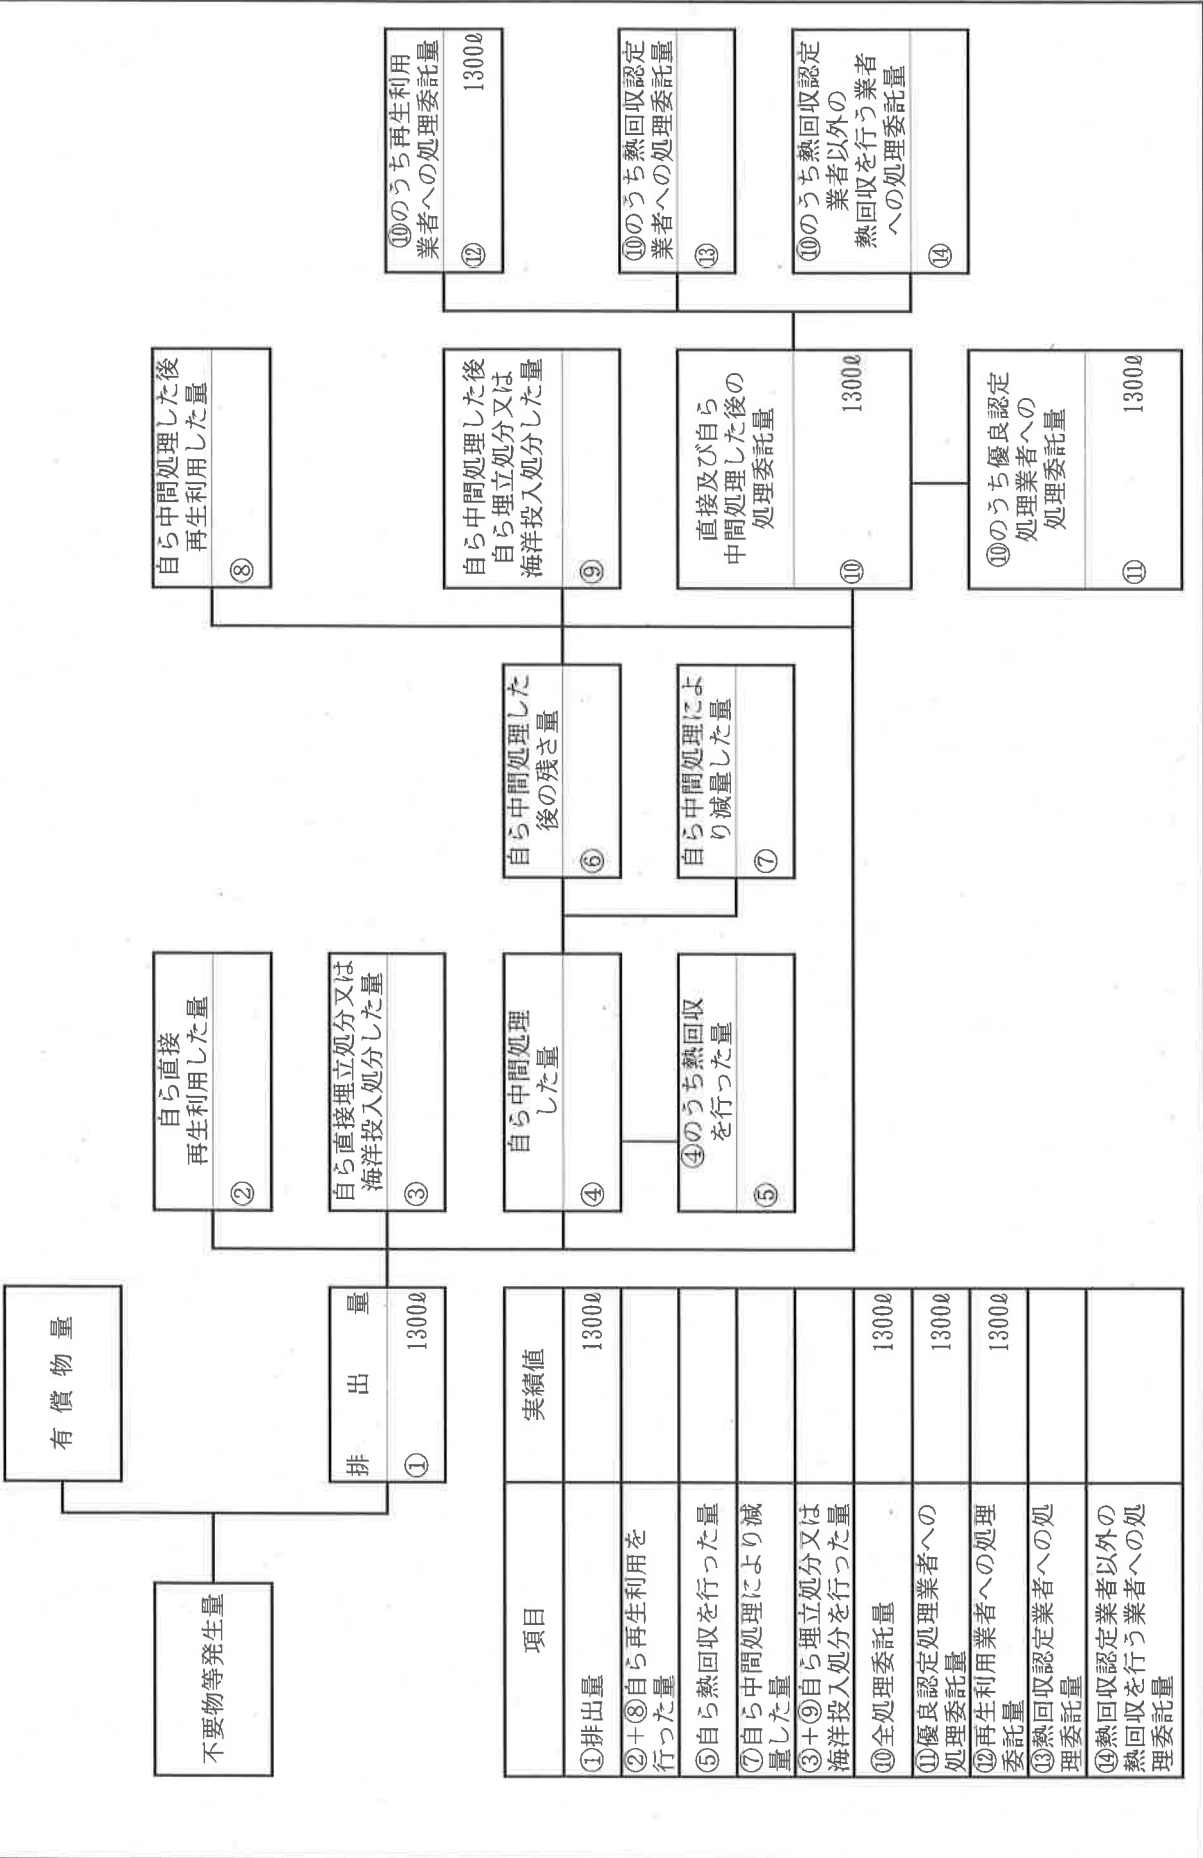 不要物等発生量
有償物量
排出量
① 1300ℓ
自ら直接
再生利用した量
②
自ら直接埋立処分又は
海洋投入処分した量
③
自ら中間処理
した量
④
④のうち熱回収
を行った量
⑤
自ら中間処理した
後の残さ量
⑥
自ら中間処理によ
り減量した量
⑦
自ら中間処理した後
再生利用した量
⑧
自ら中間処理した後
自ら埋立処分又は
海洋投入処分した量
⑨
直接及び自ら
中間処理した後の
処理委託量
⑩ 1300ℓ
⑩のうち優良認定
処理業者への
処理委託量
⑪ 1300ℓ
⑩のうち再生利用
業者への処理委託量
⑫ 1300ℓ
⑩のうち熱回収認定
業者への処理委託量
⑬
⑩のうち熱回収認定
業者以外の
熱回収を行う業者
への処理委託量
⑭
項目 実績値
①排出量 1300ℓ
②+⑧自ら再生利用を
行った量
⑤自ら熱回収を行った量
⑦自ら中間処理により減
量した量
③+⑨自ら埋立処分又は
海洋投入処分を行った量
⑩全処理委託量 1300ℓ
⑪優良認定処理業者への
処理委託量 1300ℓ
⑫再生利用業者への処理
委託量 1300ℓ
⑬熱回収認定業者への処
理委託量
⑭熱回収認定業者以外の
熱回収を行う業者への処
理委託量